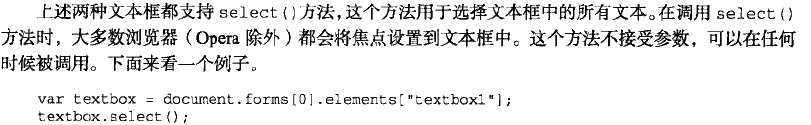 上述两种文本框都支持 select()方法，这个方法用于选择文本框中的所有文本。在调用 select()
方法时，大多数浏览器（Opera 除外）都会将焦点设置到文本框中。这个方法不接受参数，可以在任何
时候被调用。下面来看一个例子。
var textbox = document.forms[0].elements["textbox1"];
textbox.select();